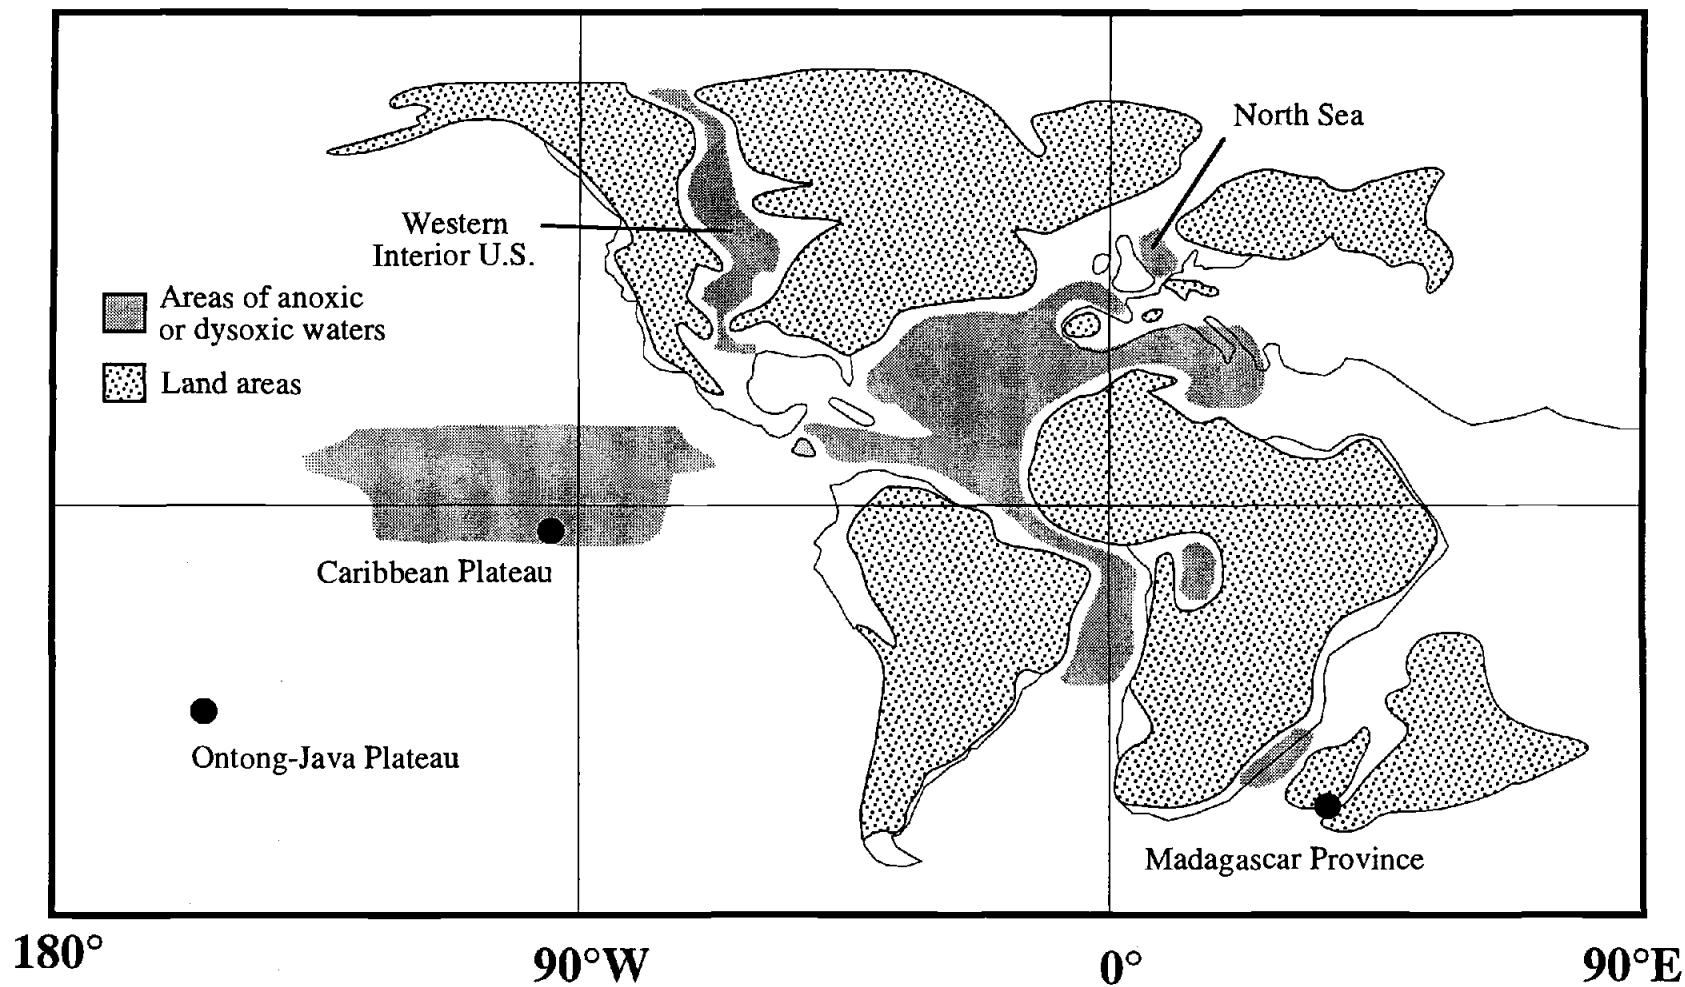 North Sea
Western
Interior U.S.
Areas of anoxic
or dysoxic waters
Land areas
Caribbean Plateau
Ontong-Java Plateau
Madagascar Province
180°
90°W
0°
90°E